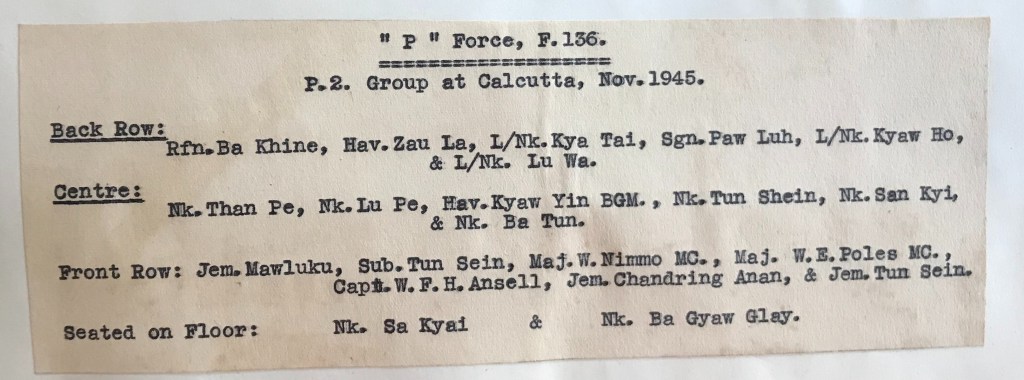 " P " Force, F.136.
P.2. Group at Calcutta, Nov.1945.
Back Row:
Rfn.Ba Khine, Hav.Zau La, L/Nk.Kya Tai, Sgn.Paw Luh, L/Nk.Kyaw Ho,
& L/Nk. Lu Wa.
Centre:
Nk.Than Pe, Nk.Lu Pe, Hav.Kyaw Yin BGM., Nk.Tun Shein, Nk.San Kyi,
& Nk. Ba Tun.
Front Row: Jem.Mawluku, Sub.Tun Sein, Maj.W.Nimmo MC., Maj. W.E.Poles MC.,
Capt.W.F.H.Ansell, Jem.Chandring Anan, & Jem.Tun Sein.
Seated on Floor: Nk. Sa Kyai & Nk. Ba Gyaw Glay.